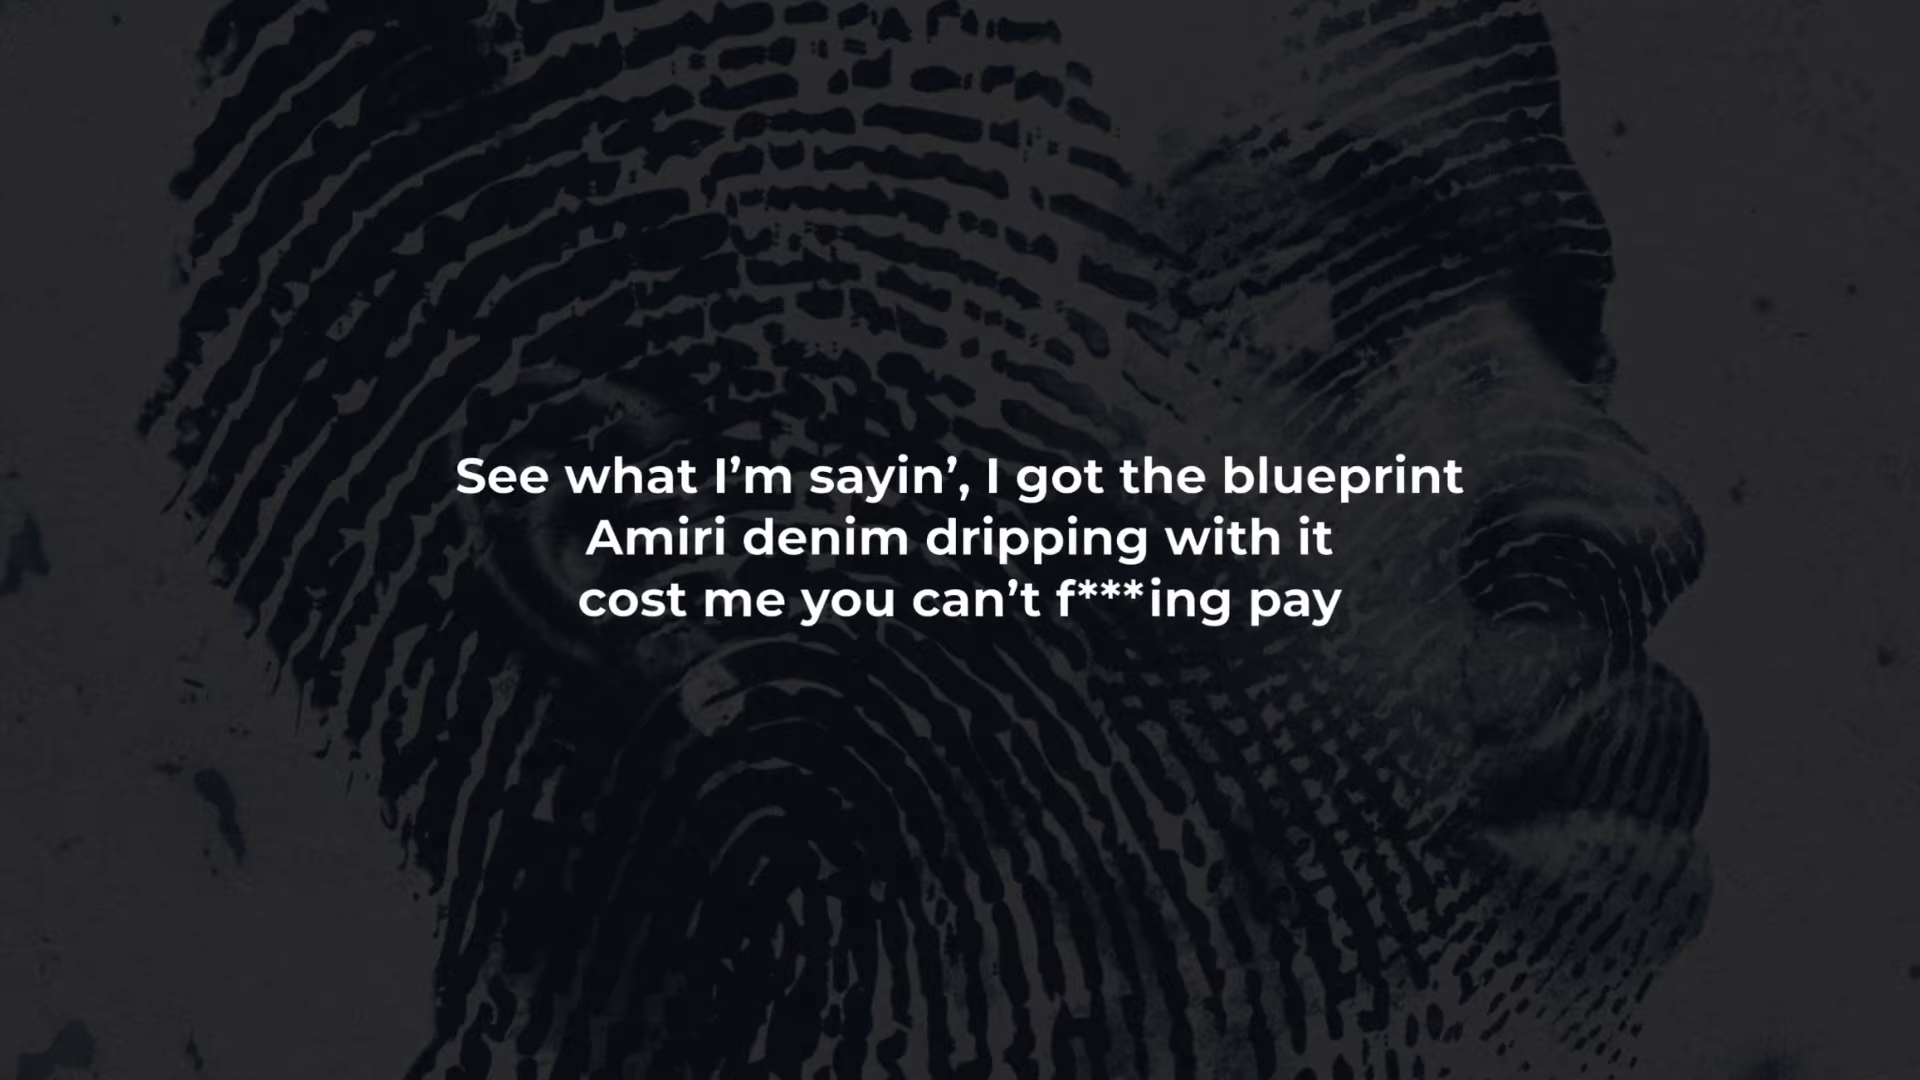 See what I’m sayin’, I got the blueprint
Amiri denim dripping with it
cost me you can’t f***ing pay